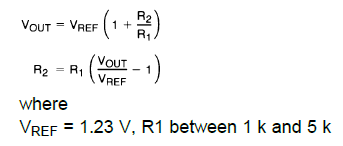 VOUT = VREF (1 + R2/R1)
R2 = R1 (VOUT/VREF − 1)
where
VREF = 1.23 V, R1 between 1 k and 5 k